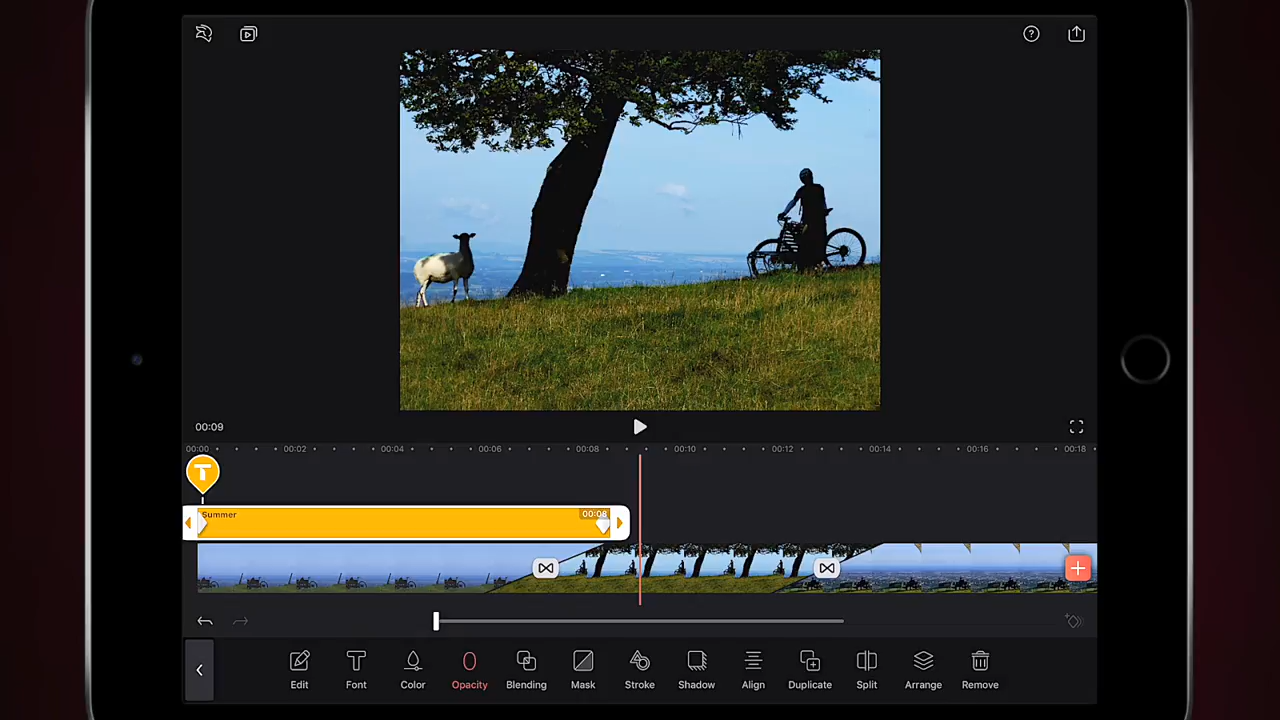 00:09
00:00 00:02 00:04 00:06 00:08 00:10 00:12 00:14 00:16 00:18
T
Summer 00:08
0
Edit Font Color Opacity Blending Mask Stroke Shadow Align Duplicate Split Arrange Remove